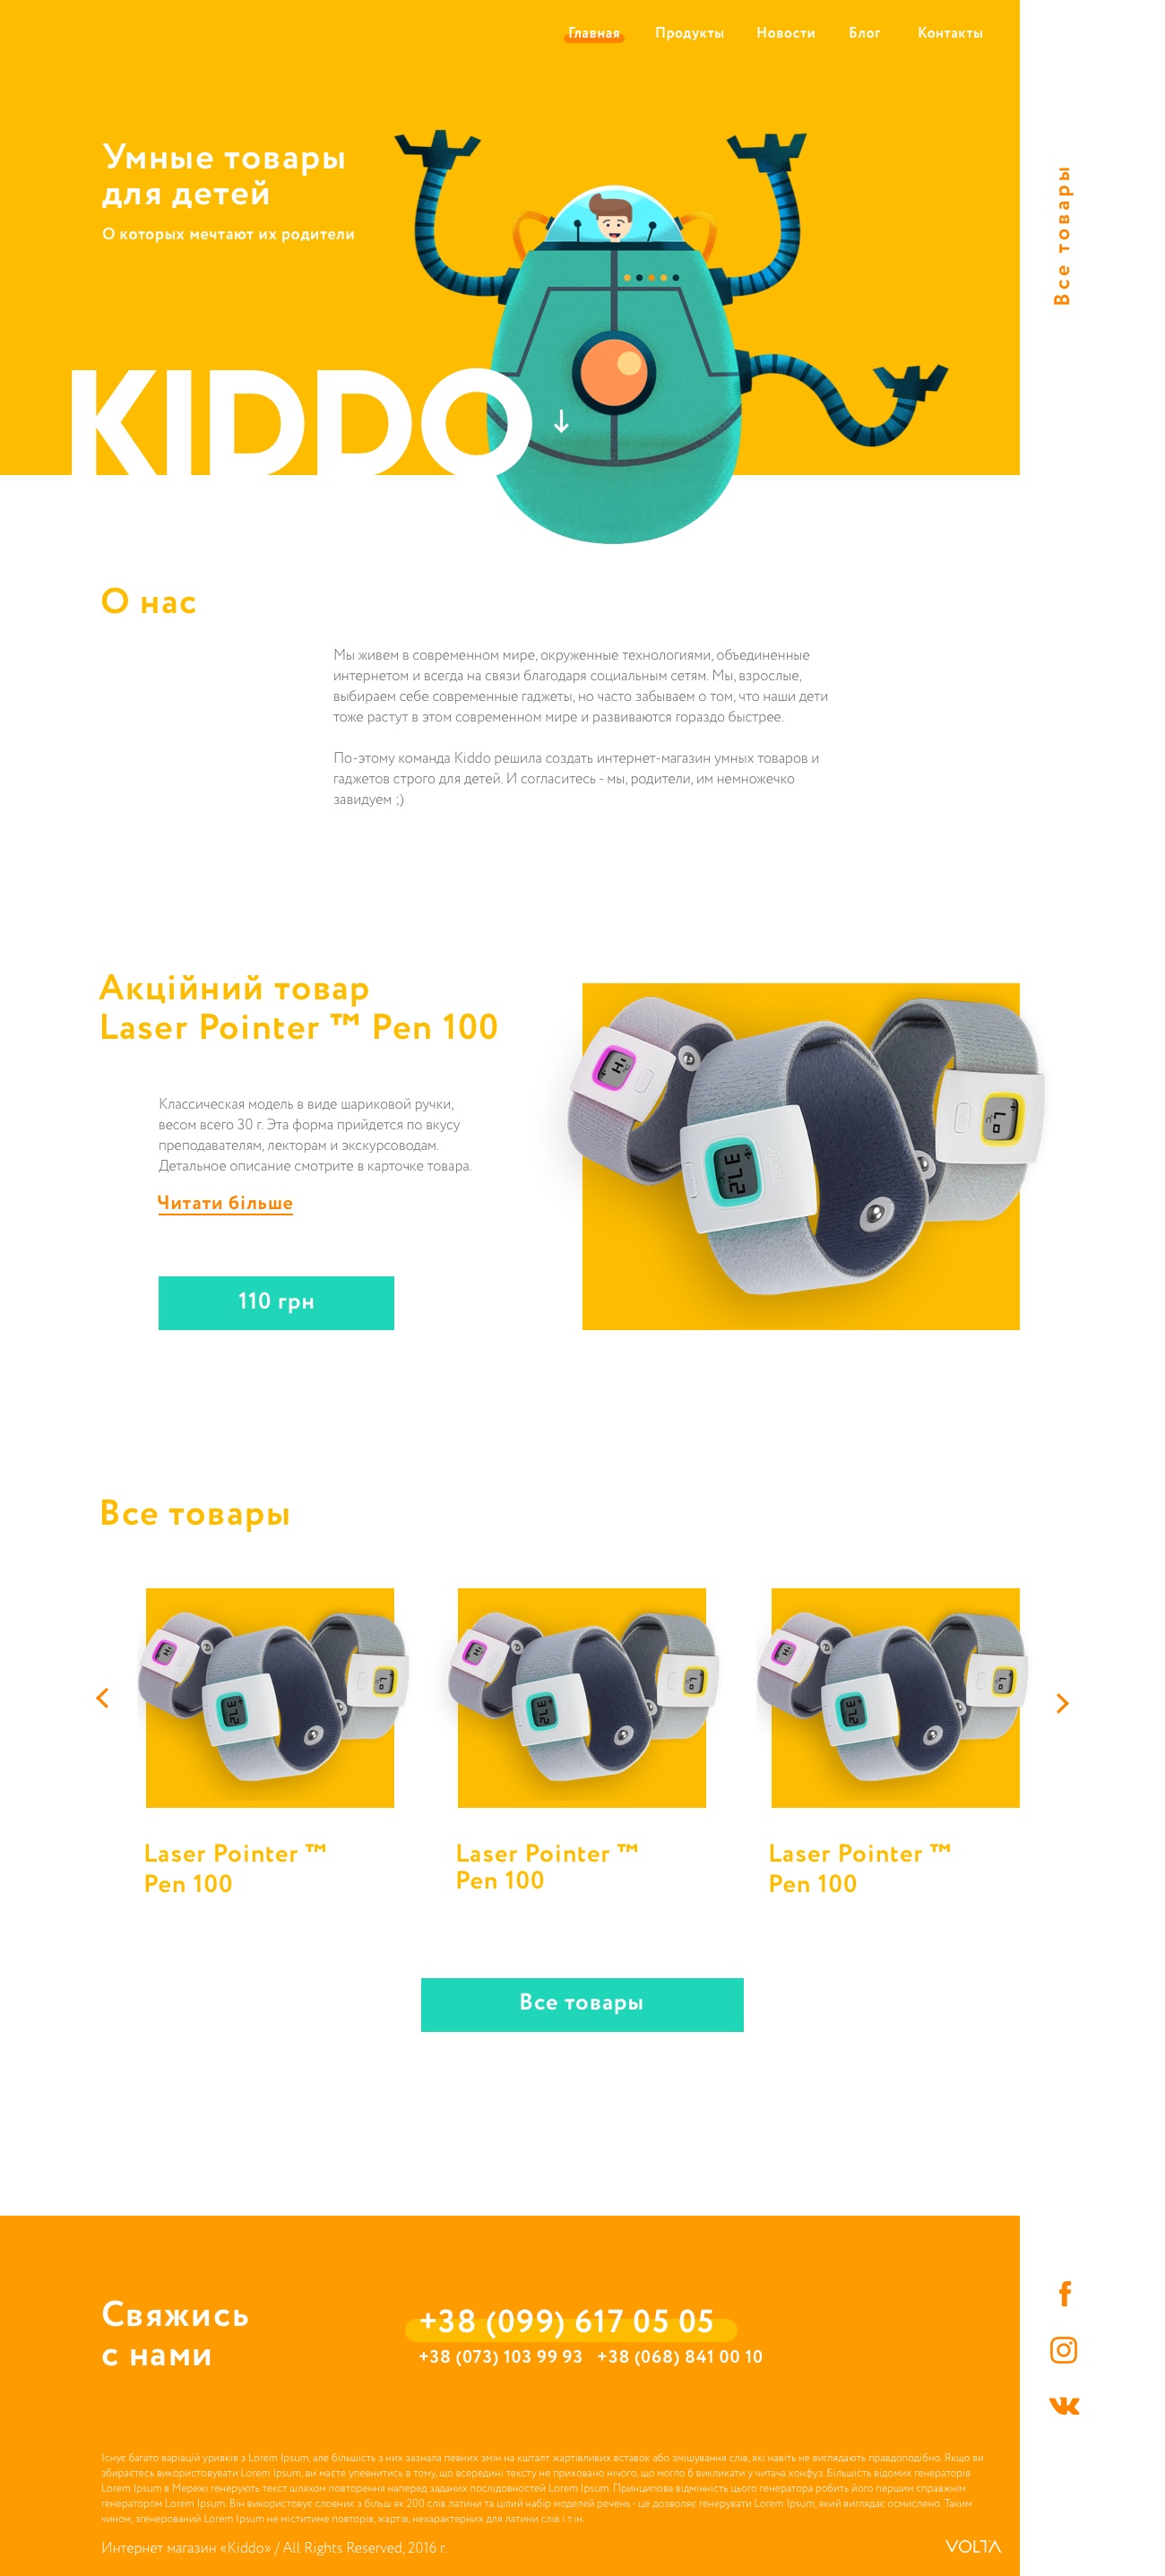 Главная Продукты Новости Блог Контакты
Умные товары
для детей
О которых мечтают их родители
Все товары
KIDDO
О нас
Мы живем в современном мире, окруженные технологиями, объединенные
интернетом и всегда на связи благодаря социальным сетям. Мы, взрослые,
выбираем себе современные гаджеты, но часто забываем о том, что наши дети
тоже растут в этом современном мире и развиваются гораздо быстрее.
По-этому команда Kiddo решила создать интернет-магазин умных товаров и
гаджетов строго для детей. И согласитесь - мы, родители, им немножечко
завидуем ;)
Акційний товар
Laser Pointer ™ Pen 100
Классическая модель в виде шариковой ручки,
весом всего 30 г. Эта форма прийдется по вкусу
преподавателям, лекторам и экскурсоводам.
Детальное описание смотрите в карточке товара.
Читати більше
110 грн
Hi
37.2
Lo
Все товары
Laser Pointer ™
Pen 100
Laser Pointer ™
Pen 100
Laser Pointer ™
Pen 100
Все товары
Свяжись
с нами
+38 (099) 617 05 05
+38 (073) 103 99 93 +38 (068) 841 00 10
Існує багато варіацій уривків з Lorem Ipsum, але більшість з них зазнала певних змін на кшталт жартівливих вставок або змішування слів, які навіть не виглядають правдоподібно. Якщо ви
збираєтесь використовувати Lorem Ipsum, ви маєте упевнитись в тому, що всередині тексту не приховано нічого, що могло б викликати у читача конфуз. Більшість відомих генераторів
Lorem Ipsum в Мережі генерують текст шляхом повторення наперед заданих послідовностей Lorem Ipsum. Принципова відмінність цього генератора робить його першим справжнім
генератором Lorem Ipsum. Він використовує словник з більш як 200 слів латини та цілий набір моделей речень - це дозволяє генерувати Lorem Ipsum, який виглядає осмислено. Таким
чином, згенерований Lorem Ipsum не міститиме повторів, жартів, нехарактерних для латини слів і т.ін.
Интернет магазин «Kiddo» / All Rights Reserved, 2016 г.
VOLTA